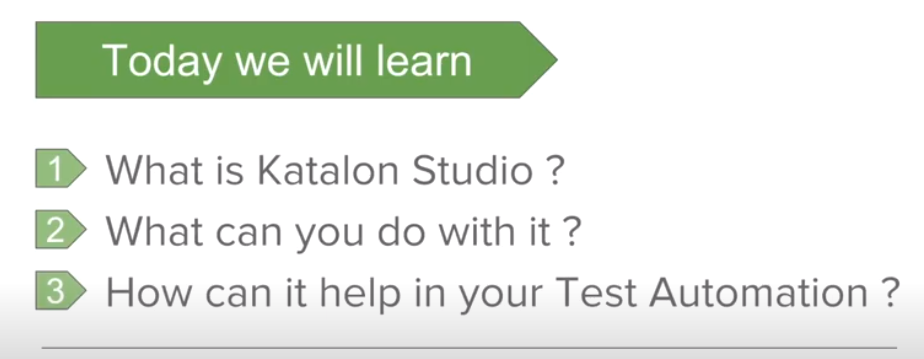 Today we will learn
1 What is Katalon Studio ?
2 What can you do with it ?
3 How can it help in your Test Automation ?